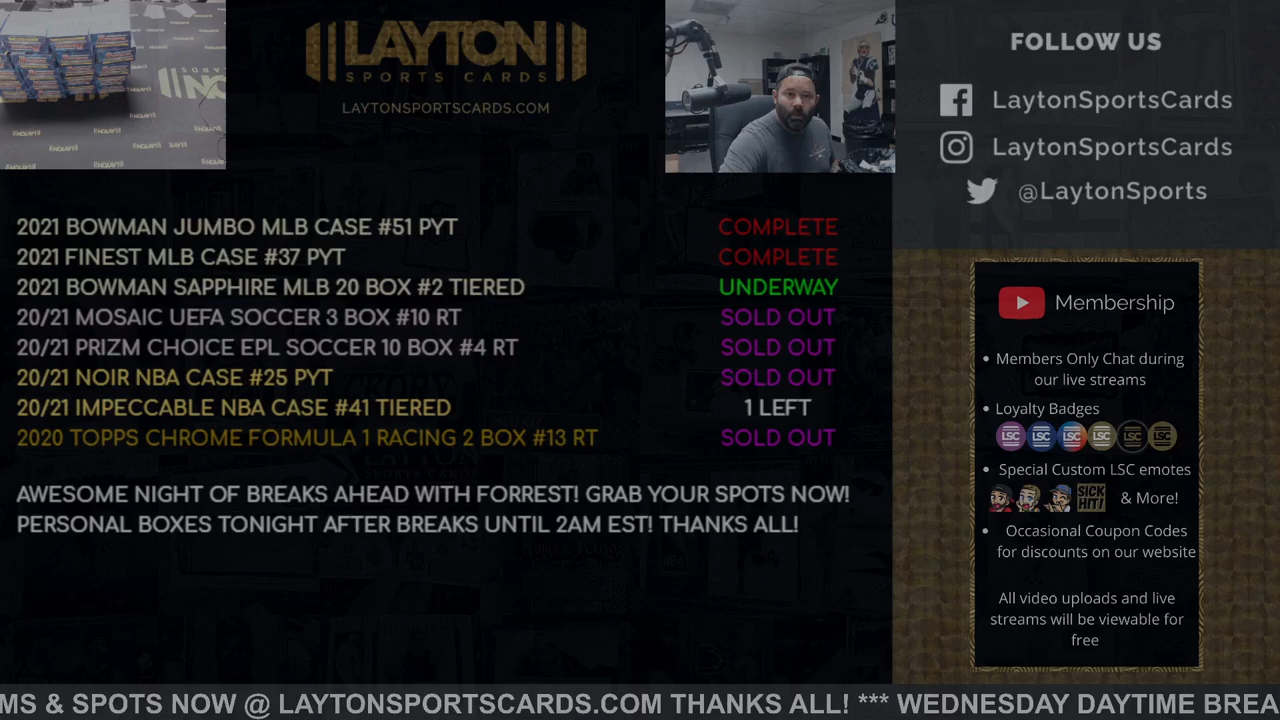 LAYTON
SPORTS CARDS
LAYTONSPORTSCARDS.COM
FOLLOW US
LaytonSportsCards
LaytonSportsCards
@LaytonSports
2021 BOWMAN JUMBO MLB CASE #51 PYT COMPLETE
2021 FINEST MLB CASE #37 PYT COMPLETE
2021 BOWMAN SAPPHIRE MLB 20 BOX #2 TIERED UNDERWAY
20/21 MOSAIC UEFA SOCCER 3 BOX #10 RT SOLD OUT
20/21 PRIZM CHOICE EPL SOCCER 10 BOX #4 RT SOLD OUT
20/21 NOIR NBA CASE #25 PYT SOLD OUT
20/21 IMPECCABLE NBA CASE #41 TIERED 1 LEFT
2020 TOPPS CHROME FORMULA 1 RACING 2 BOX #13 RT SOLD OUT
AWESOME NIGHT OF BREAKS AHEAD WITH FORREST! GRAB YOUR SPOTS NOW!
PERSONAL BOXES TONIGHT AFTER BREAKS UNTIL 2AM EST! THANKS ALL!
Membership
• Members Only Chat during
our live streams
• Loyalty Badges
LSC LSC LSC LSC LSC LSC
• Special Custom LSC emotes
SICK HIT! & More!
• Occasional Coupon Codes
for discounts on our website
All video uploads and live
streams will be viewable for
free
MS & SPOTS NOW @ LAYTONSPORTSCARDS.COM THANKS ALL! *** WEDNESDAY DAYTIME BREA